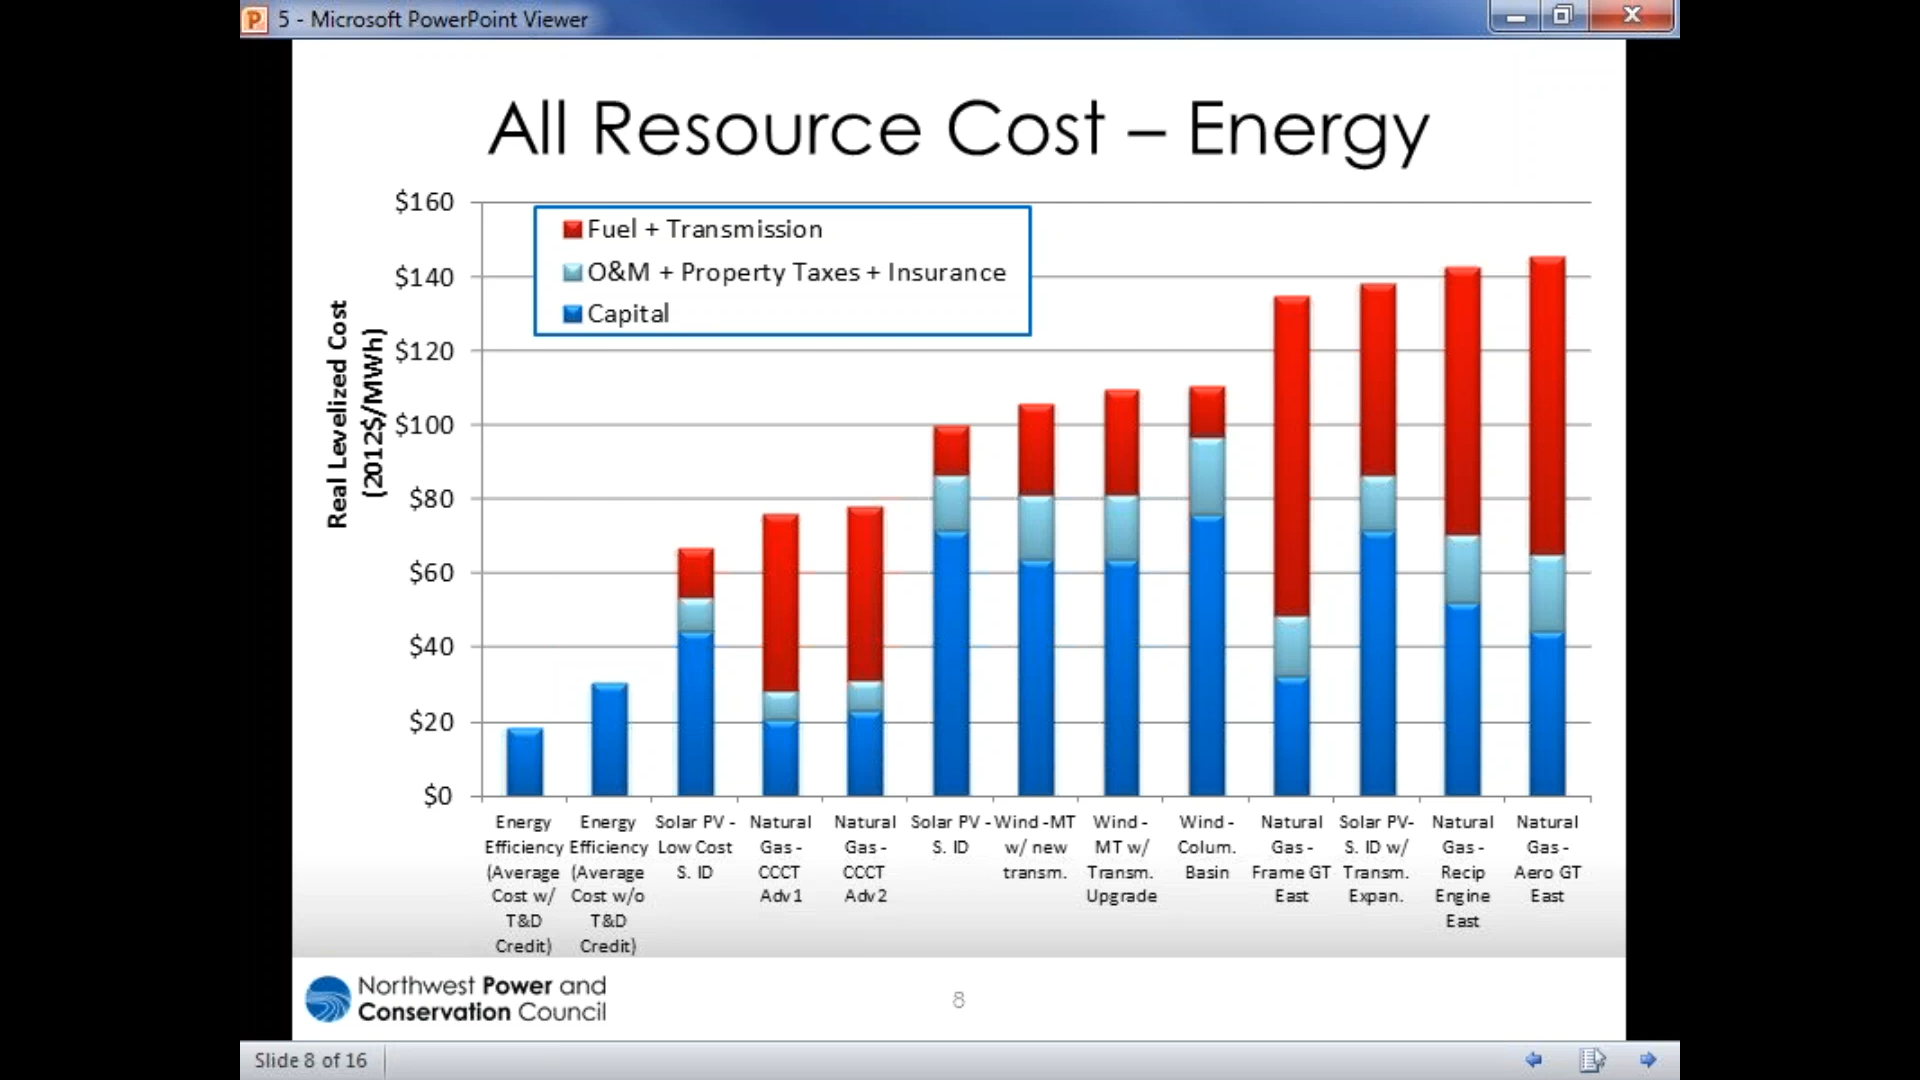 5 - Microsoft PowerPoint Viewer
All Resource Cost – Energy
Real Levelized Cost
(2012$/MWh)
$160
$140
$120
$100
$80
$60
$40
$20
$0
Fuel + Transmission
O&M + Property Taxes + Insurance
Capital
Energy
Efficiency
(Average
Cost w/
T&D
Credit)
Energy
Efficiency
(Average
Cost w/o
T&D
Credit)
Solar PV -
Low Cost
S. ID
Natural
Gas -
CCCT
Adv1
Natural
Gas -
CCCT
Adv2
Solar PV -
S. ID
Wind -MT
w/ new
transm.
Wind -
MT w/
Transm.
Upgrade
Wind -
Colum.
Basin
Natural
Gas -
Frame GT
East
Solar PV-
S. ID w/
Transm.
Expan.
Natural
Gas -
Recip
Engine
East
Natural
Gas -
Aero GT
East
Northwest Power and
Conservation Council
8
Slide 8 of 16